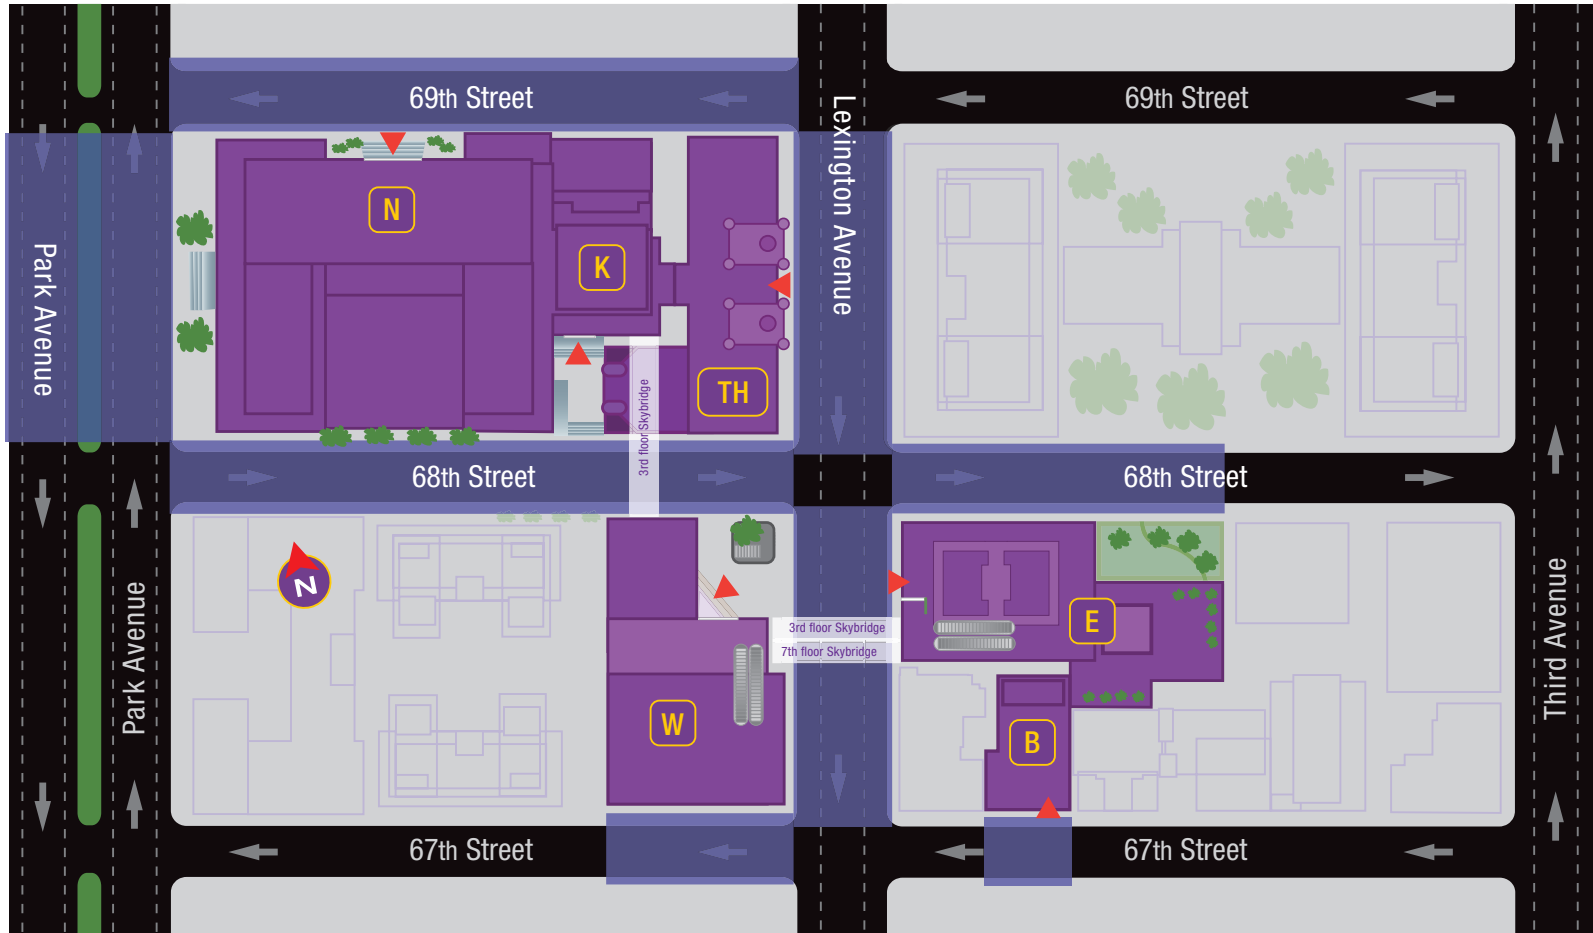 69th Street
69th Street
Lexington Avenue
N
K
TH
Park Avenue
3rd floor Skybridge
68th Street
68th Street
N
Park Avenue
W
3rd floor Skybridge
7th floor Skybridge
E
B
Third Avenue
67th Street
67th Street